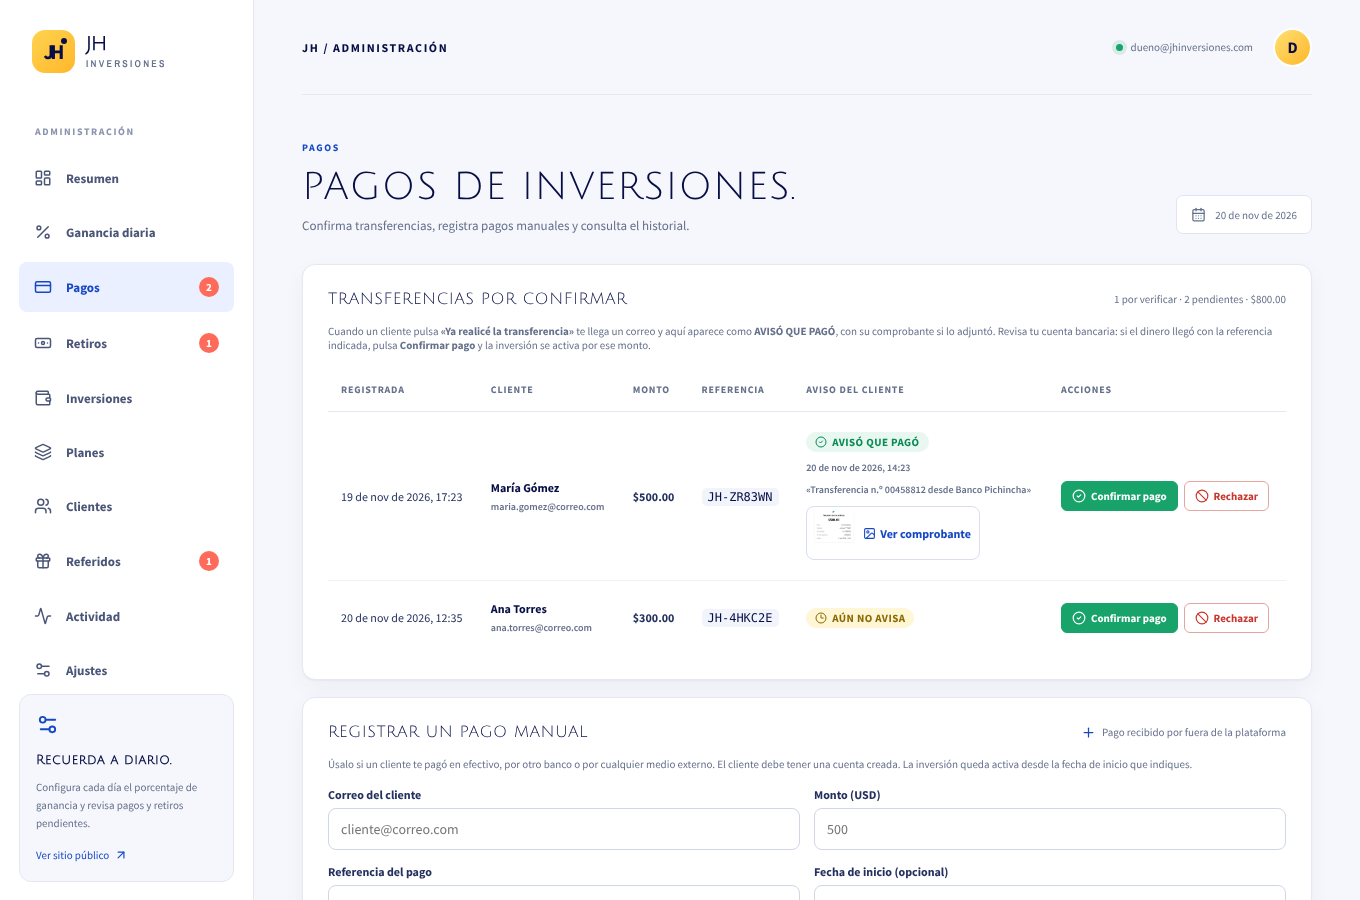 JH
JH
INVERSIONES
ADMINISTRACIÓN
Resumen
Ganancia diaria
Pagos
2
Retiros
1
Inversiones
Planes
Clientes
Referidos
1
Actividad
Ajustes
RECUERDA A DIARIO.
Configura cada día el porcentaje de
ganancia y revisa pagos y retiros
pendientes.
Ver sitio público
JH / ADMINISTRACIÓN
dueno@jhinversiones.com
D
PAGOS
PAGOS DE INVERSIONES.
Confirma transferencias, registra pagos manuales y consulta el historial.
20 de nov de 2026
TRANSFERENCIAS POR CONFIRMAR
1 por verificar · 2 pendientes · $800.00
Cuando un cliente pulsa «Ya realicé la transferencia» te llega un correo y aquí aparece como AVISÓ QUE PAGÓ, con su comprobante si lo adjuntó. Revisa tu cuenta bancaria: si el dinero llegó con la referencia
indicada, pulsa Confirmar pago y la inversión se activa por ese monto.
REGISTRADA CLIENTE MONTO REFERENCIA AVISO DEL CLIENTE ACCIONES
19 de nov de 2026, 17:23
María Gómez
maria.gomez@correo.com
$500.00
JH-ZR83WN
AVISÓ QUE PAGÓ
20 de nov de 2026, 14:23
«Transferencia n.º 00458812 desde Banco Pichincha»
Ver comprobante
Confirmar pago
Rechazar
20 de nov de 2026, 12:35
Ana Torres
ana.torres@correo.com
$300.00
JH-4HKC2E
AÚN NO AVISA
Confirmar pago
Rechazar
REGISTRAR UN PAGO MANUAL
Pago recibido por fuera de la plataforma
Úsalo si un cliente te pagó en efectivo, por otro banco o por cualquier medio externo. El cliente debe tener una cuenta creada. La inversión queda activa desde la fecha de inicio que indiques.
Correo del cliente
cliente@correo.com
Monto (USD)
500
Referencia del pago
Fecha de inicio (opcional)